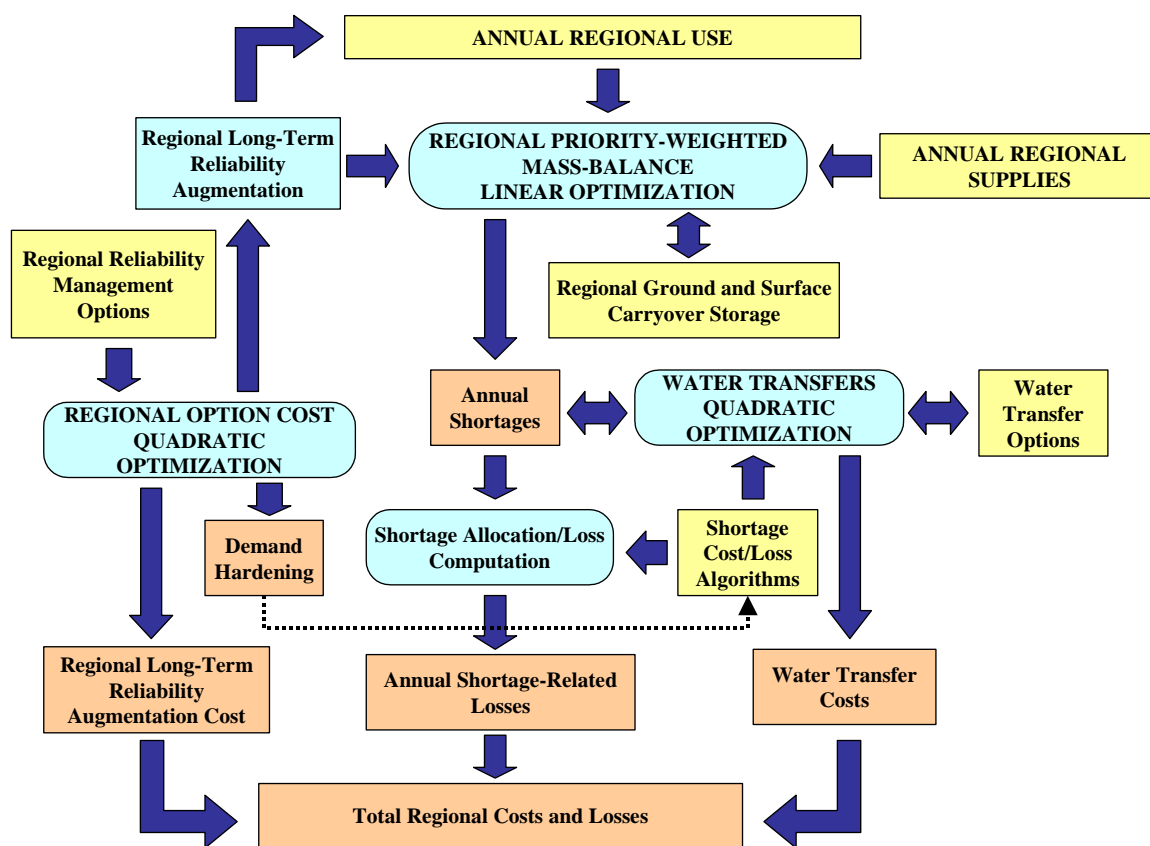 ANNUAL REGIONAL USE
Regional Long-Term
Reliability
Augmentation
REGIONAL PRIORITY-WEIGHTED
MASS-BALANCE
LINEAR OPTIMIZATION
ANNUAL REGIONAL
SUPPLIES
Regional Reliability
Management
Options
Regional Ground and Surface
Carryover Storage
REGIONAL OPTION COST
QUADRATIC
OPTIMIZATION
Annual
Shortages
WATER TRANSFERS
QUADRATIC
OPTIMIZATION
Water
Transfer
Options
Demand
Hardening
Shortage Allocation/Loss
Computation
Shortage
Cost/Loss
Algorithms
Regional Long-Term
Reliability
Augmentation Cost
Annual Shortage-Related
Losses
Water Transfer
Costs
Total Regional Costs and Losses